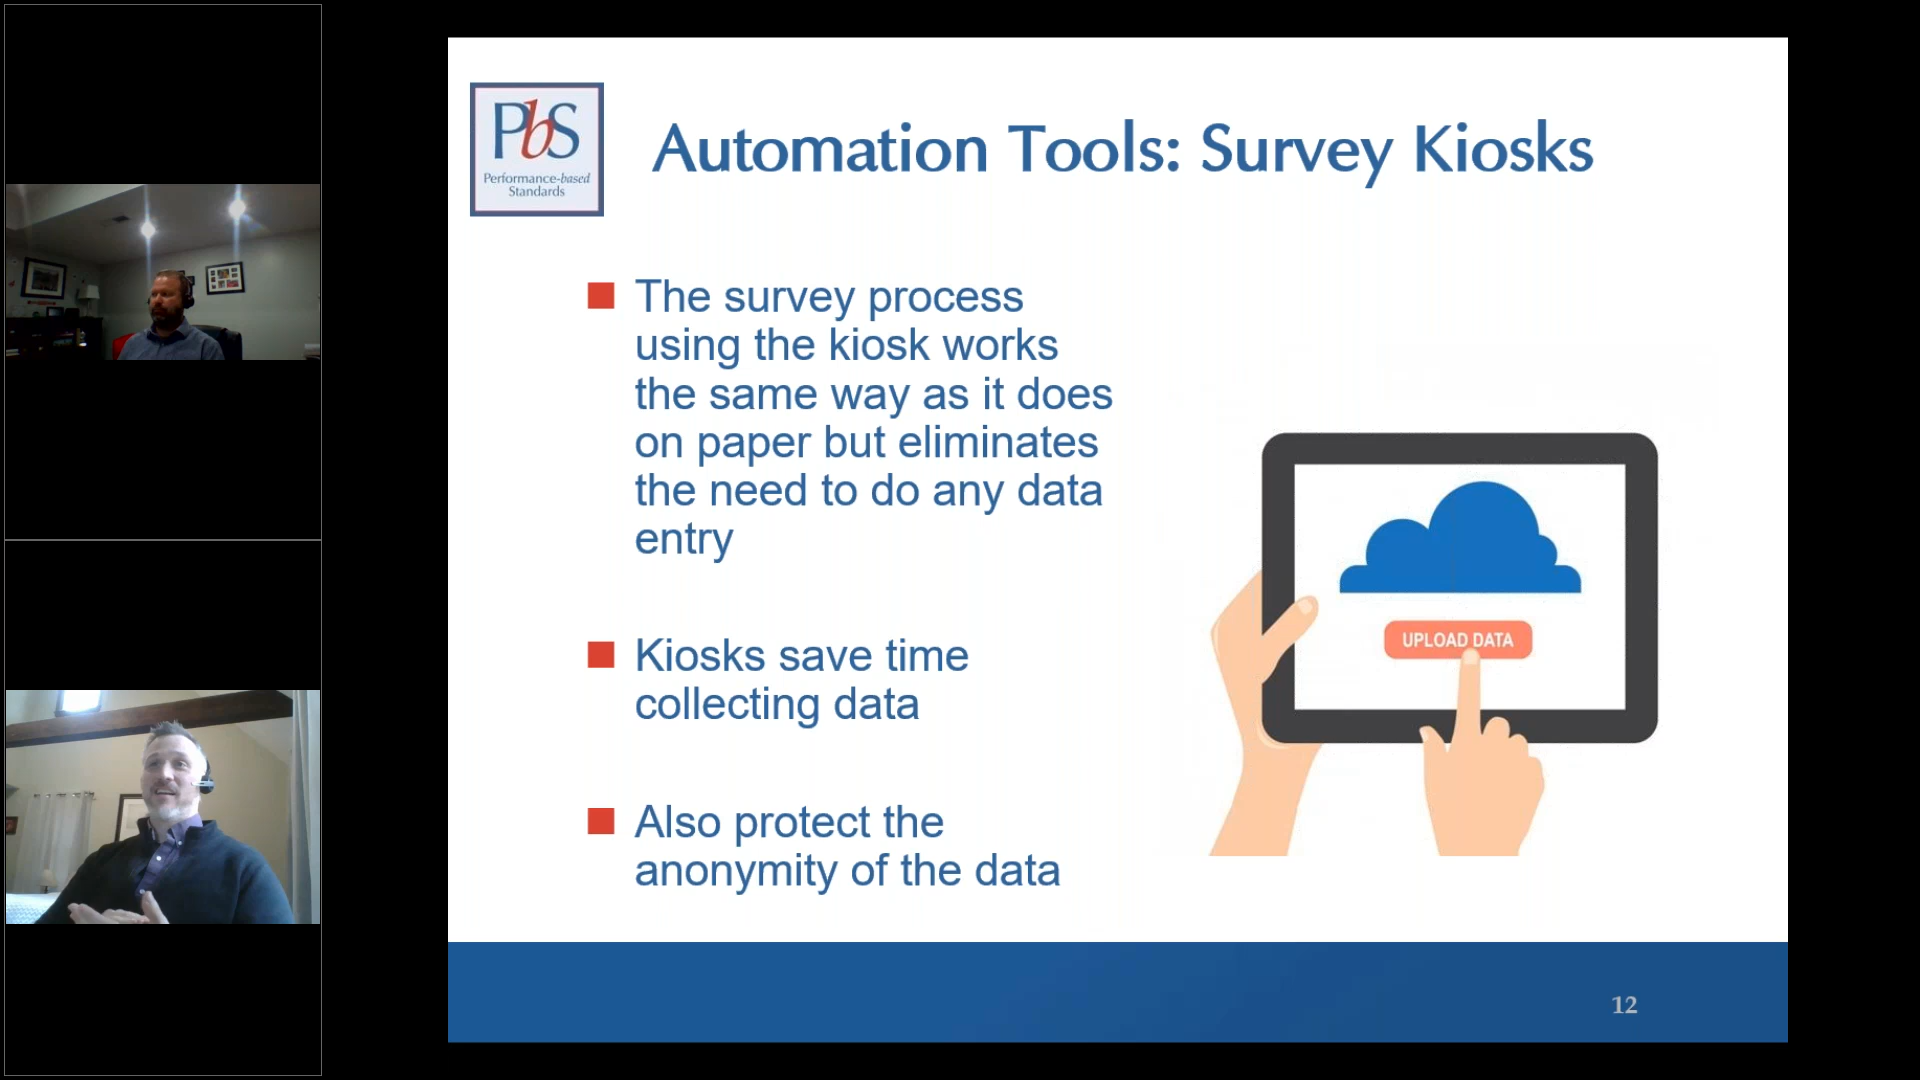 PbS
Performance-based
Standards
Automation Tools: Survey Kiosks
The survey process
using the kiosk works
the same way as it does
on paper but eliminates
the need to do any data
entry
Kiosks save time
collecting data
Also protect the
anonymity of the data
UPLOAD DATA
12